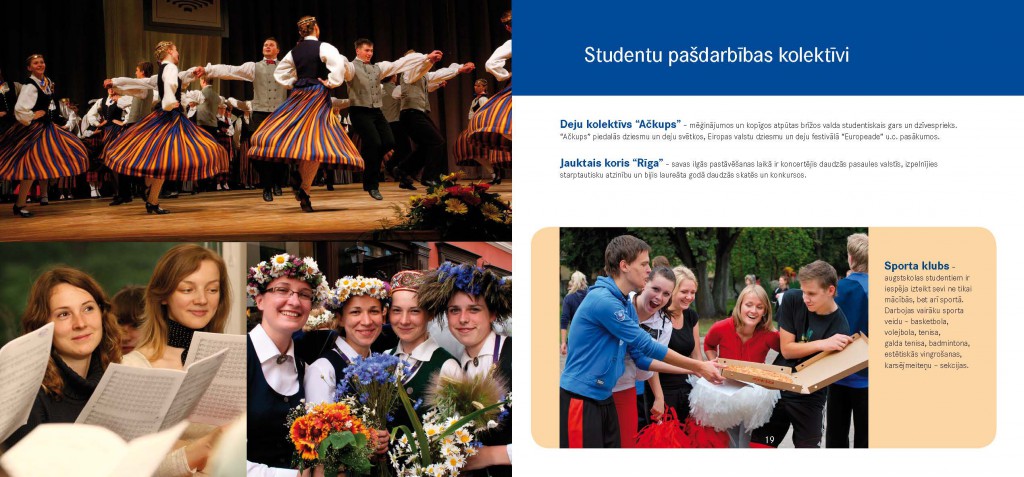 Studentu pašdarbības kolektīvi
Deju kolektīvs “Ačkups” – mēģinājumos un kopīgos atpūtas brīžos valda studentiskais gars un dzīvesprieks.
“Ačkups” piedalās dziesmu un deju svētkos, Eiropas valstu dziesmu un deju festivālā “Europeade” u.c. pasākumos.
Jauktais koris “Rīga” – savas ilgās pastāvēšanas laikā ir koncertējis daudzās pasaules valstīs, izpelnījies
starptautisku atzinību un bijis laureāta godā daudzās skatēs un konkursos.
Sporta klubs –
augstskolas studentiem ir
iespēja izteikt sevi ne tikai
mācībās, bet arī sportā.
Darbojas vairāku sporta
veidu – basketbola,
volejbola, tenisa,
galda tenisa, badmintona,
estētiskās vingrošanas,
karsējmeiteņu – sekcijas.
19